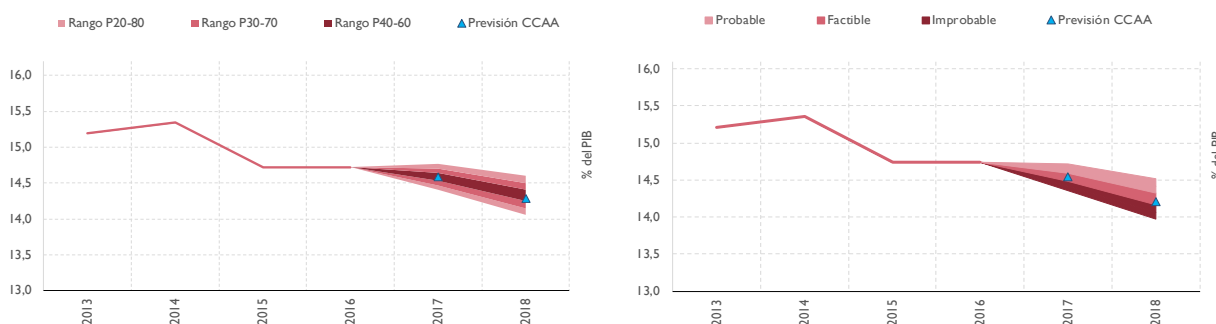 Rango P20-80 Rango P30-70 Rango P40-60 Previsión CCAA
16,0
15,5
15,0
14,5
14,0
13,5
13,0
2013 2014 2015 2016 2017 2018
% del PIB
Probable Factible Improbable Previsión CCAA
16,0
15,5
15,0
14,5
14,0
13,5
13,0
2013 2014 2015 2016 2017 2018
% del PIB